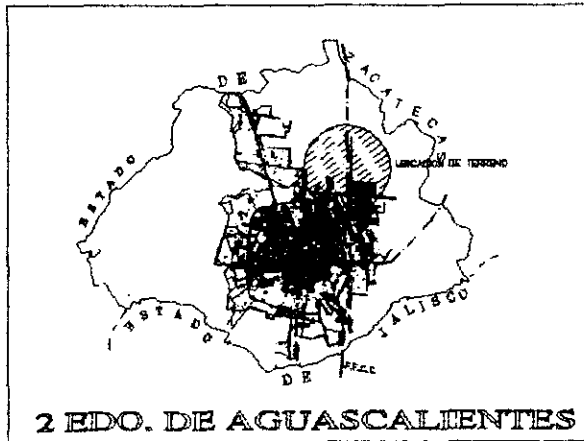 ESTADO
DE
ZACATECAS
UBICACION DE TERRENO
ESTADO
DE
JALISCO
2 EDO. DE AGUASCALIENTES